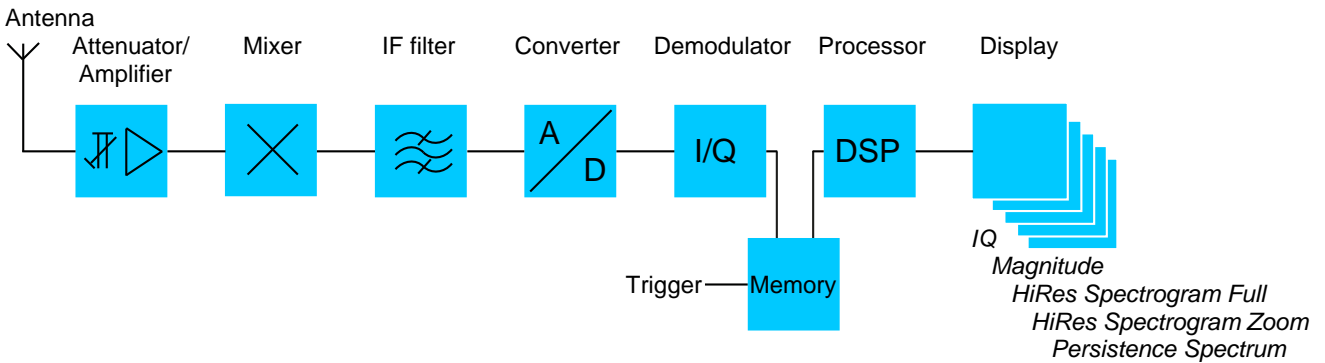 Antenna
Attenuator/
Amplifier
Mixer
IF filter
Converter
Demodulator
Processor
Display
A
D
I/Q
DSP
Trigger
Memory
IQ
Magnitude
HiRes Spectrogram Full
HiRes Spectrogram Zoom
Persistence Spectrum